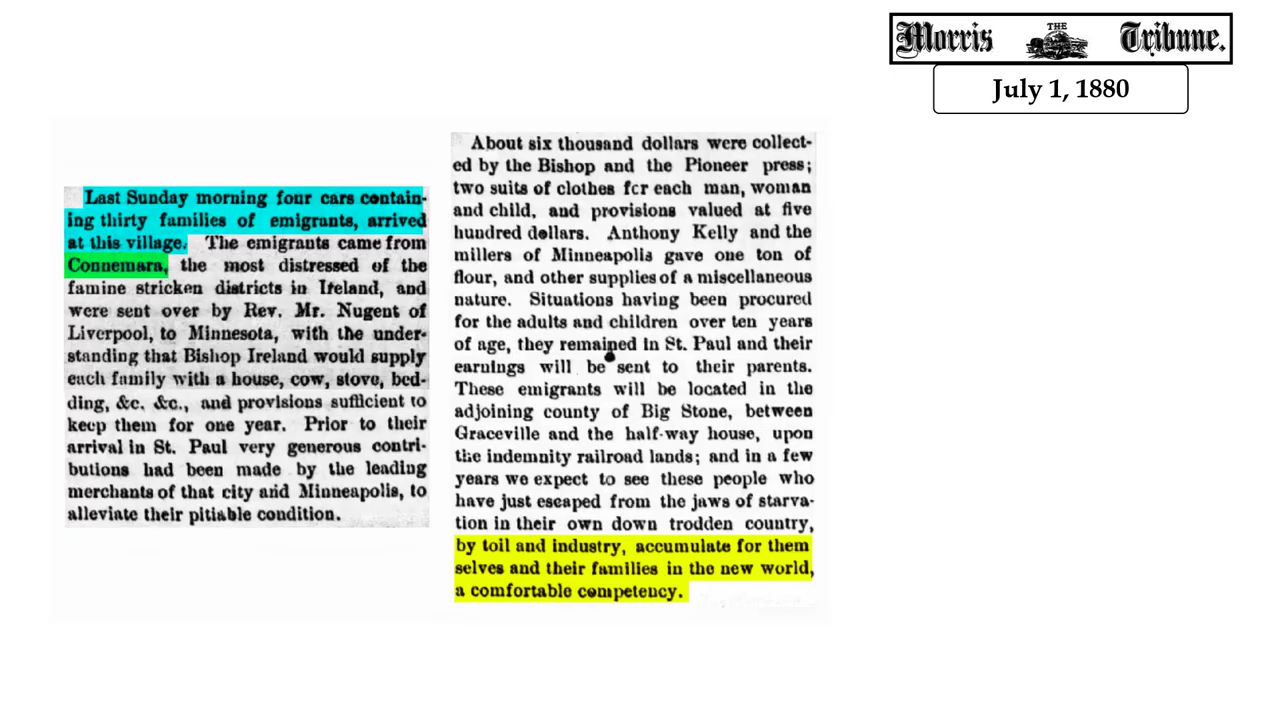 Morris THE Tribune.
July 1, 1880
Last Sunday morning four cars contain-
ing thirty families of emigrants, arrived
at this village. The emigrants came from
Connemara, the most distressed of the
famine stricken districts in Ireland, and
were sent over by Rev. Mr. Nugent of
Liverpool, to Minnesota, with the under-
standing that Bishop Ireland would supply
each family with a house, cow, stove, bed-
ding, &c. &c., and provisions sufficient to
keep them for one year. Prior to their
arrival in St. Paul very generous contri-
butions had been made by the leading
merchants of that city and Minneapolis, to
alleviate their pitiable condition.
About six thousand dollars were collect-
ed by the Bishop and the Pioneer press;
two suits of clothes for each man, woman
and child, and provisions valued at five
hundred dollars. Anthony Kelly and the
millers of Minneapolis gave one ton of
flour, and other supplies of a miscellaneous
nature. Situations having been procured
for the adults and children over ten years
of age, they remained in St. Paul and their
earnings will be sent to their parents.
These emigrants will be located in the
adjoining county of Big Stone, between
Graceville and the half-way house, upon
the indemnity railroad lands; and in a few
years we expect to see these people who
have just escaped from the jaws of starva-
tion in their own down trodden country,
by toil and industry, accumulate for them
selves and their families in the new world,
a comfortable competency.